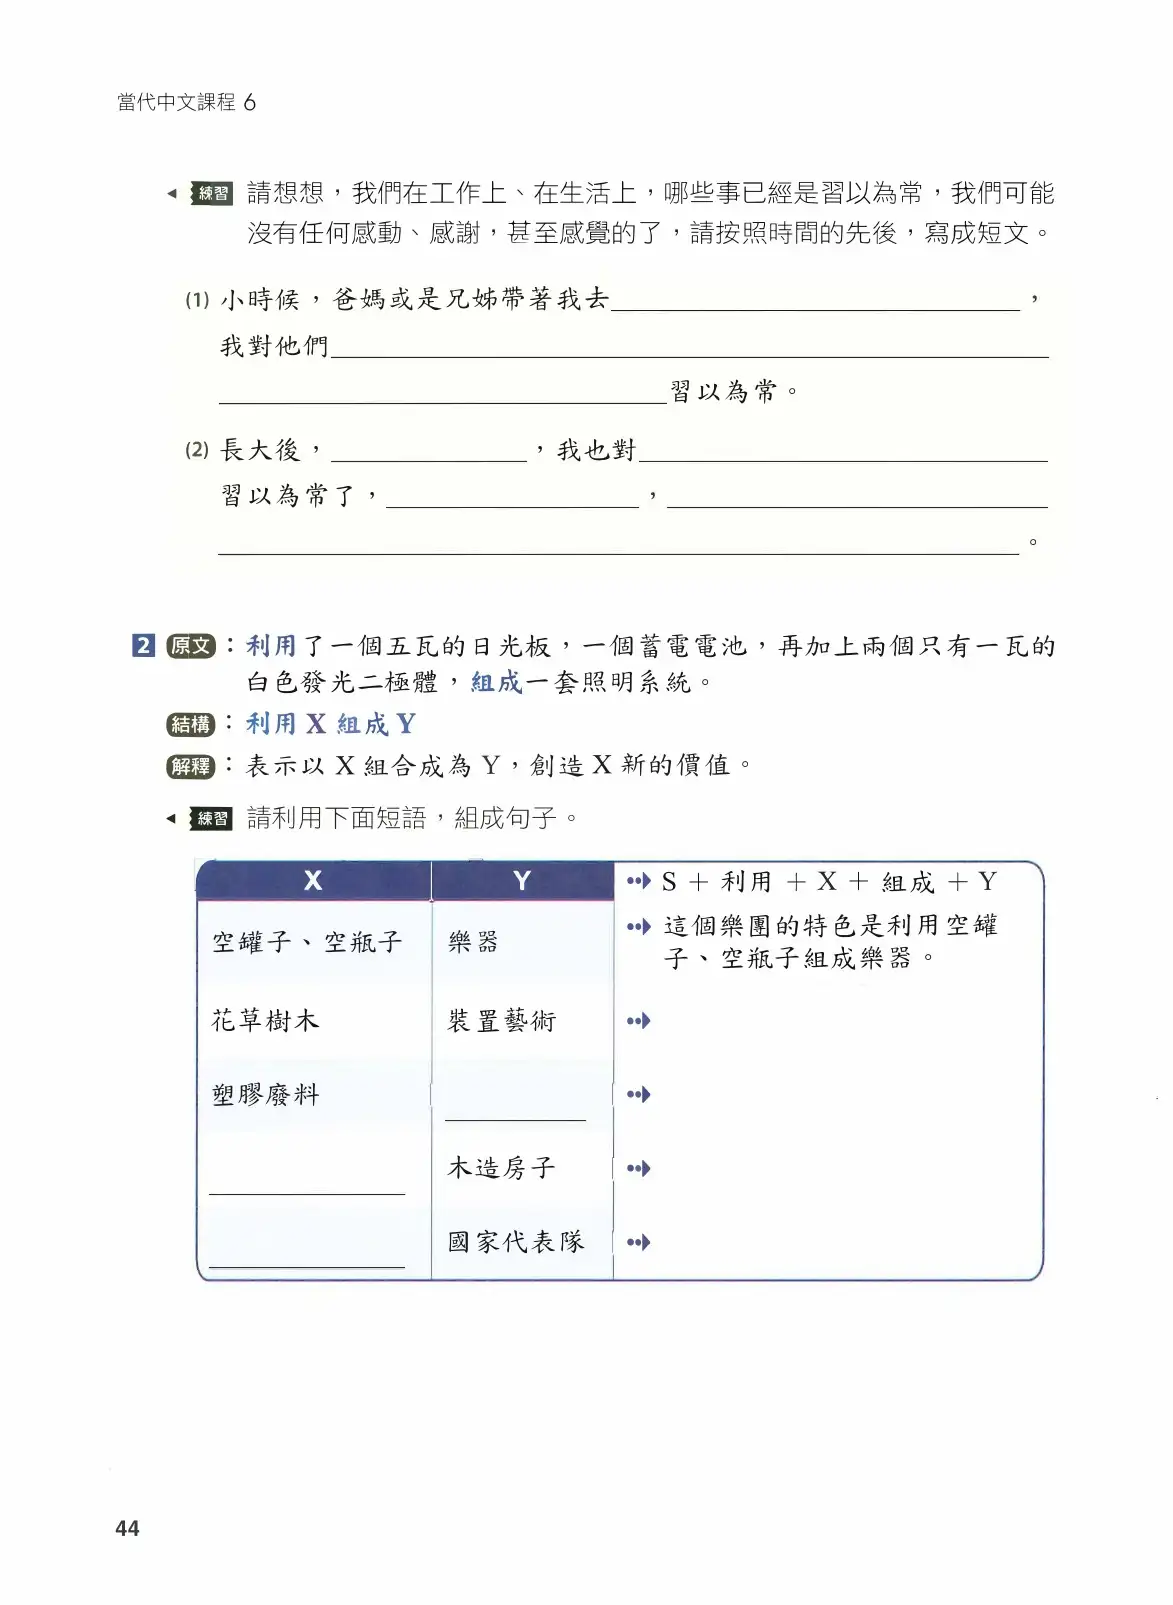 當代中文課程 6
練習 請想想，我們在工作上、在生活上，哪些事已經是習以為常，我們可能
沒有任何感動、感謝，甚至感覺的了，請按照時間的先後，寫成短文。
(1) 小時候，爸媽或是兄姊帶著我去，
我對他們
習以為常。
(2) 長大後，，我也對
習以為常了，，
。
2 原文：利用了一個五瓦的日光板，一個蓄電電池，再加上兩個只有一瓦的
白色發光二極體，組成一套照明系統。
結構：利用 X 組成 Y
解釋：表示以 X 組合成為 Y，創造 X 新的價值。
練習 請利用下面短語，組成句子。
X Y S ＋ 利用 ＋ X ＋ 組成 ＋ Y
空罐子、空瓶子 樂器 這個樂團的特色是利用空罐
子、空瓶子組成樂器。
花草樹木 裝置藝術
塑膠廢料
木造房子
國家代表隊
44